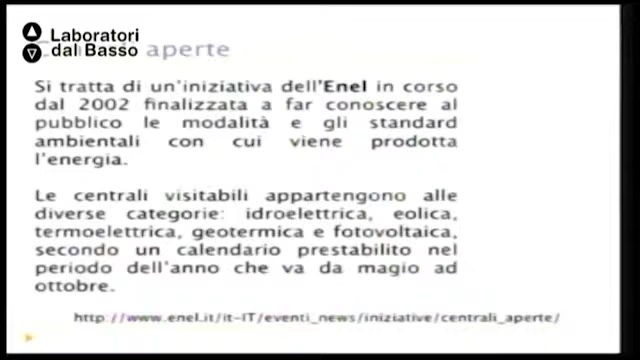 Laboratori
dal Basso
aperte
Si tratta di un'iniziativa dell'Enel in corso
dal 2002 finalizzata a far conoscere al
pubblico le modalità e gli standard
ambientali con cui viene prodotta
l'energia.
Le centrali visitabili appartengono alle
diverse categorie: idroelettrica, eolica,
termoelettrica, geotermica e fotovoltaica,
secondo un calendario prestabilito nel
periodo dell'anno che va da magio ad
ottobre.
http://www.enel.it/it-IT/eventi_news/iniziative/centrali_aperte/